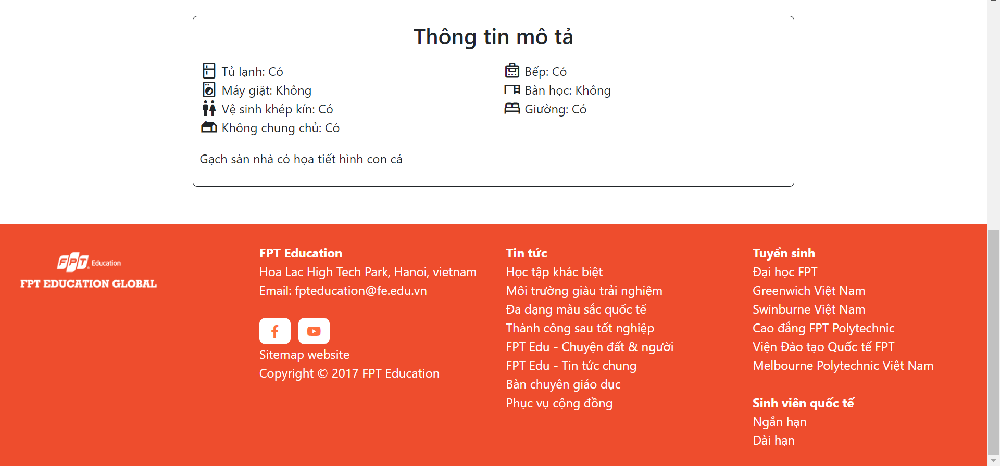 Thông tin mô tả
Tủ lạnh: Có
Bếp: Có
Máy giặt: Không
Bàn học: Không
Vệ sinh khép kín: Có
Giường: Có
Không chung chủ: Có
Gạch sàn nhà có họa tiết hình con cá
FPT Education
FPT EDUCATION GLOBAL
FPT Education
Hoa Lac High Tech Park, Hanoi, vietnam
Email: fpteducation@fe.edu.vn
Sitemap website
Copyright © 2017 FPT Education
Tin tức
Học tập khác biệt
Môi trường giàu trải nghiệm
Đa dạng màu sắc quốc tế
Thành công sau tốt nghiệp
FPT Edu - Chuyện đất & người
FPT Edu - Tin tức chung
Bàn chuyên giáo dục
Phục vụ cộng đồng
Tuyển sinh
Đại học FPT
Greenwich Việt Nam
Swinburne Việt Nam
Cao đẳng FPT Polytechnic
Viện Đào tạo Quốc tế FPT
Melbourne Polytechnic Việt Nam
Sinh viên quốc tế
Ngắn hạn
Dài hạn